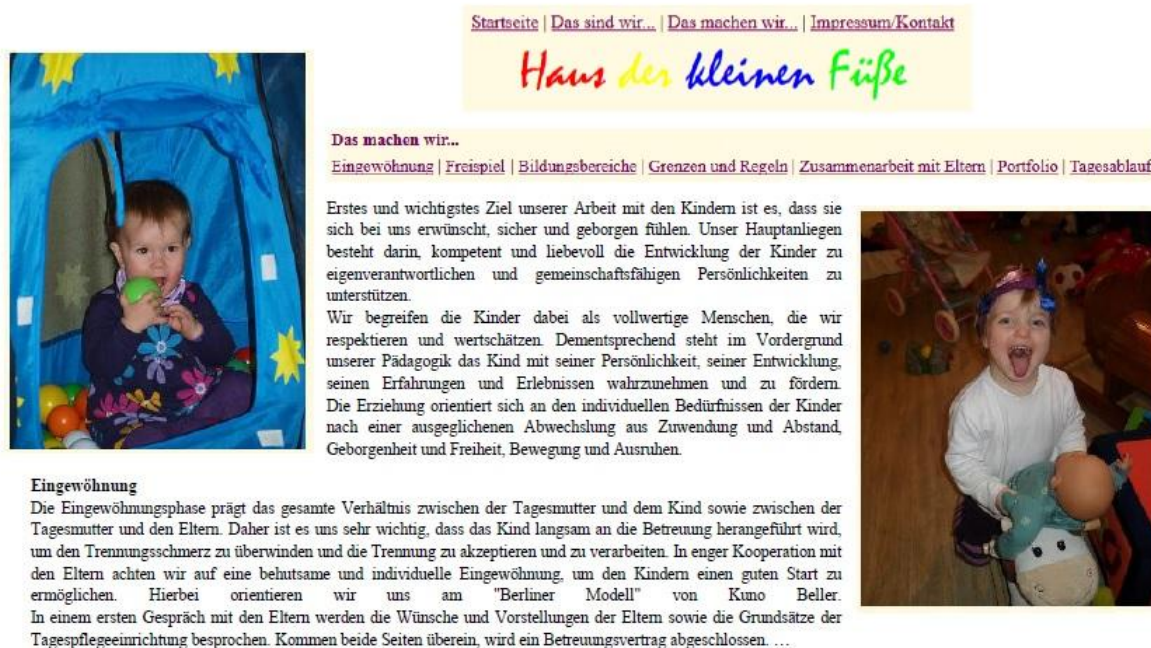 Startseite | Das sind wir... | Das machen wir... | Impressum/Kontakt
Haus der kleinen Füße
Das machen wir...
Eingewöhnung | Freispiel | Bildungsbereiche | Grenzen und Regeln | Zusammenarbeit mit Eltern | Portfolio | Tagesablauf
Erstes und wichtigstes Ziel unserer Arbeit mit den Kindern ist es, dass sie
sich bei uns erwünscht, sicher und geborgen fühlen. Unser Hauptanliegen
besteht darin, kompetent und liebevoll die Entwicklung der Kinder zu
eigenverantwortlichen und gemeinschaftsfähigen Persönlichkeiten zu
unterstützen.
Wir begreifen die Kinder dabei als vollwertige Menschen, die wir
respektieren und wertschätzen. Dementsprechend steht im Vordergrund
unserer Pädagogik das Kind mit seiner Persönlichkeit, seiner Entwicklung,
seinen Erfahrungen und Erlebnissen wahrzunehmen und zu fördern.
Die Erziehung orientiert sich an den individuellen Bedürfnissen der Kinder
nach einer ausgeglichenen Abwechslung aus Zuwendung und Abstand,
Geborgenheit und Freiheit, Bewegung und Ausruhen.
Eingewöhnung
Die Eingewöhnungsphase prägt das gesamte Verhältnis zwischen der Tagesmutter und dem Kind sowie zwischen der
Tagesmutter und den Eltern. Daher ist es uns sehr wichtig, dass das Kind langsam an die Betreuung herangeführt wird,
um den Trennungsschmerz zu überwinden und die Trennung zu akzeptieren und zu verarbeiten. In enger Kooperation mit
den Eltern achten wir auf eine behutsame und individuelle Eingewöhnung, um den Kindern einen guten Start zu
ermöglichen. Hierbei orientieren wir uns am "Berliner Modell" von Kuno Beller.
In einem ersten Gespräch mit den Eltern werden die Wünsche und Vorstellungen der Eltern sowie die Grundsätze der
Tagespflegeeinrichtung besprochen. Kommen beide Seiten überein, wird ein Betreuungsvertrag abgeschlossen. …